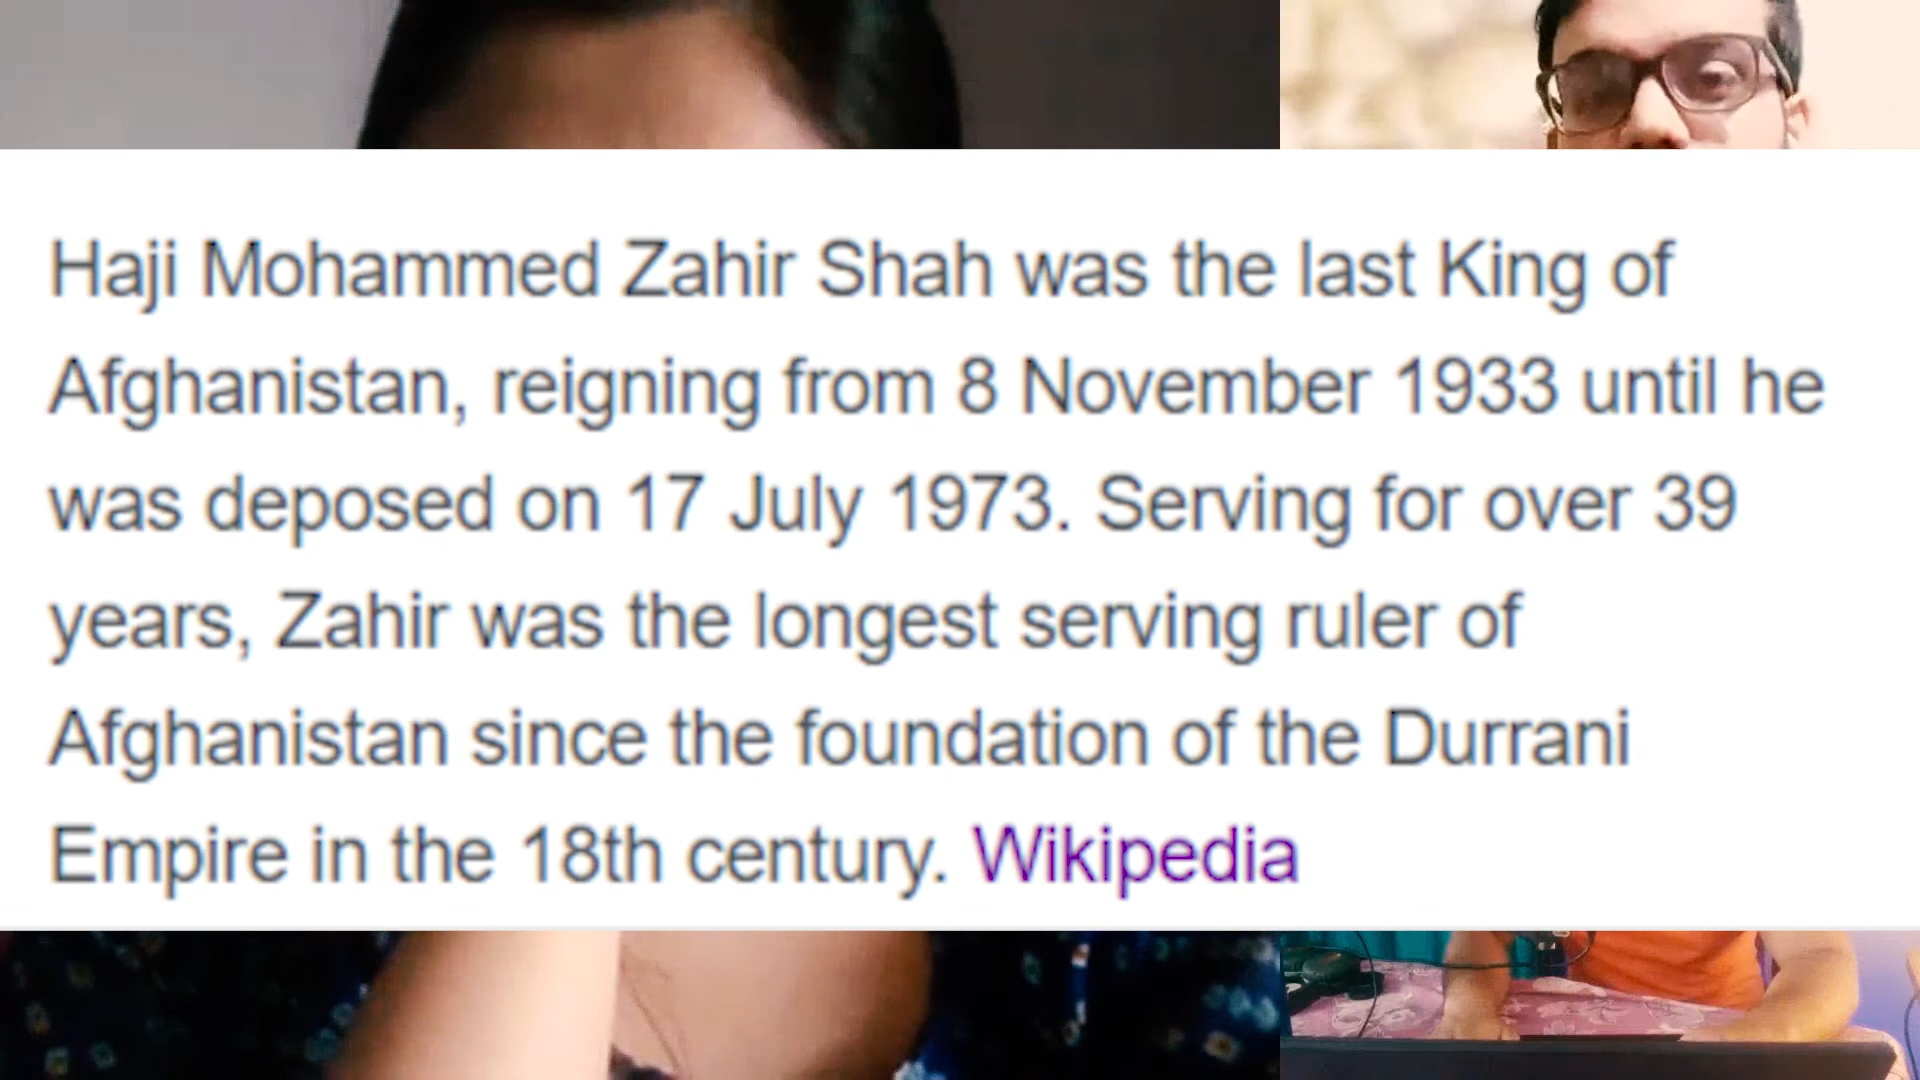 Haji Mohammed Zahir Shah was the last King of
Afghanistan, reigning from 8 November 1933 until he
was deposed on 17 July 1973. Serving for over 39
years, Zahir was the longest serving ruler of
Afghanistan since the foundation of the Durrani
Empire in the 18th century. Wikipedia